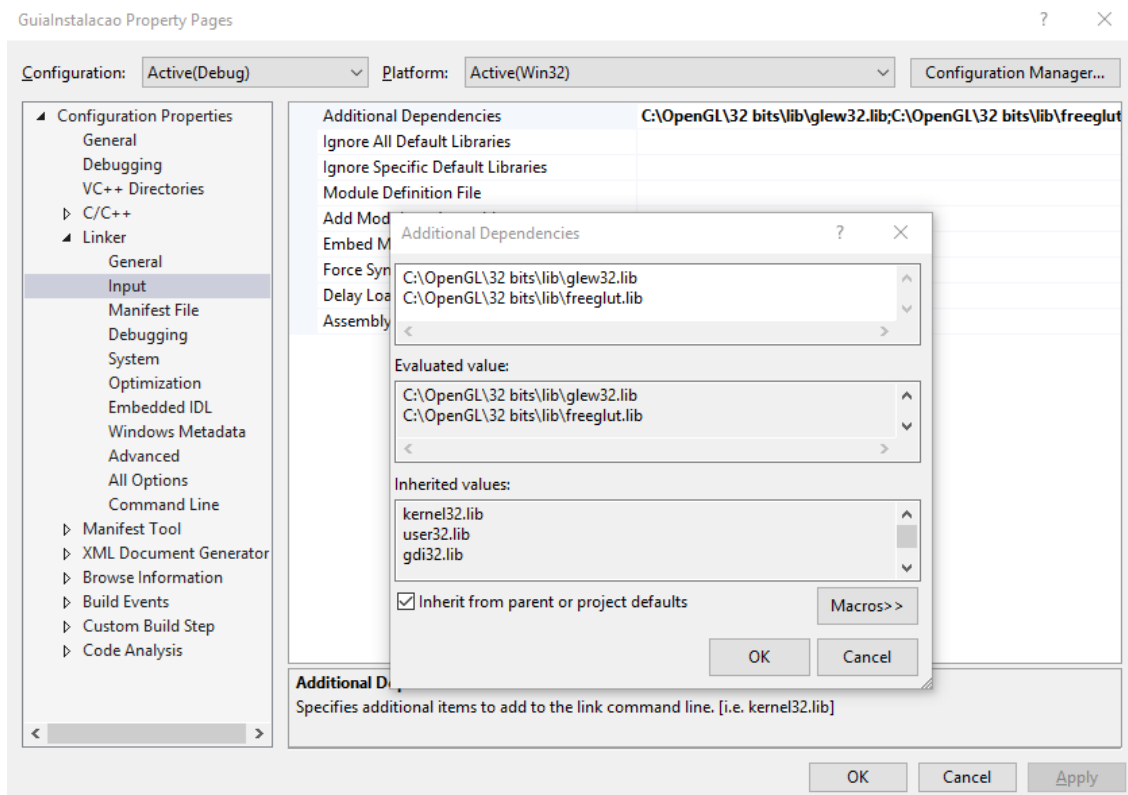 GuiaInstalacao Property Pages
Configuration: Active(Debug) Platform: Active(Win32) Configuration Manager...
Configuration Properties
General
Debugging
VC++ Directories
C/C++
Linker
General
Input
Manifest File
Debugging
System
Optimization
Embedded IDL
Windows Metadata
Advanced
All Options
Command Line
Manifest Tool
XML Document Generator
Browse Information
Build Events
Custom Build Step
Code Analysis
Additional Dependencies C:\OpenGL\32 bits\lib\glew32.lib;C:\OpenGL\32 bits\lib\freeglut
Ignore All Default Libraries
Ignore Specific Default Libraries
Module Definition File
Add Mod
Embed M
Force Syn
Delay Loa
Assembly
Additional Dependencies
C:\OpenGL\32 bits\lib\glew32.lib
C:\OpenGL\32 bits\lib\freeglut.lib
Evaluated value:
C:\OpenGL\32 bits\lib\glew32.lib
C:\OpenGL\32 bits\lib\freeglut.lib
Inherited values:
kernel32.lib
user32.lib
gdi32.lib
Inherit from parent or project defaults
Macros>>
OK Cancel
Additional D
Specifies additional items to add to the link command line. [i.e. kernel32.lib]
OK Cancel Apply